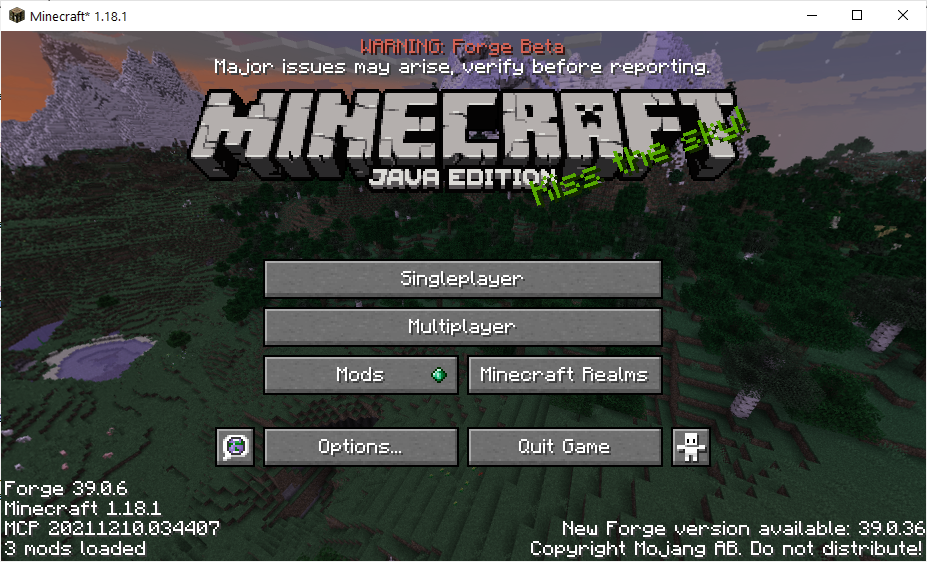 Minecraft* 1.18.1
WARNING: Forge Beta
Major issues may arise, verify before reporting.
MINECRAFT
JAVA EDITION
Kiss the sky!
Singleplayer
Multiplayer
Mods
Minecraft Realms
Options...
Quit Game
Forge 39.0.6
Minecraft 1.18.1
MCP 20211210.034407
3 mods loaded
New Forge version available: 39.0.36
Copyright Mojang AB. Do not distribute!